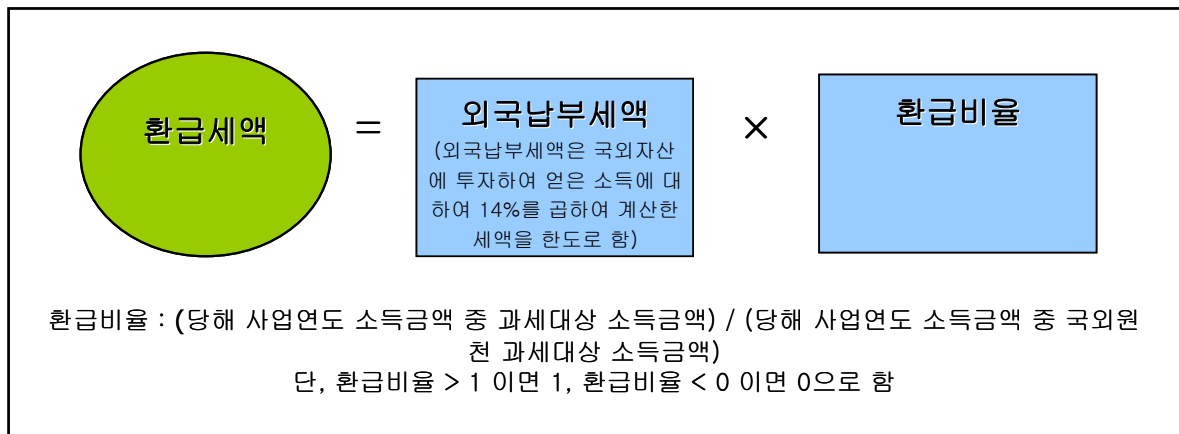 환급세액
=
외국납부세액
(외국납부세액은 국외자산
에 투자하여 얻은 소득에 대
하여 14%를 곱하여 계산한
세액을 한도로 함)
×
환급비율
환급비율 : (당해 사업연도 소득금액 중 과세대상 소득금액) / (당해 사업연도 소득금액 중 국외원
천 과세대상 소득금액)
단, 환급비율 > 1 이면 1, 환급비율 < 0 이면 0으로 함